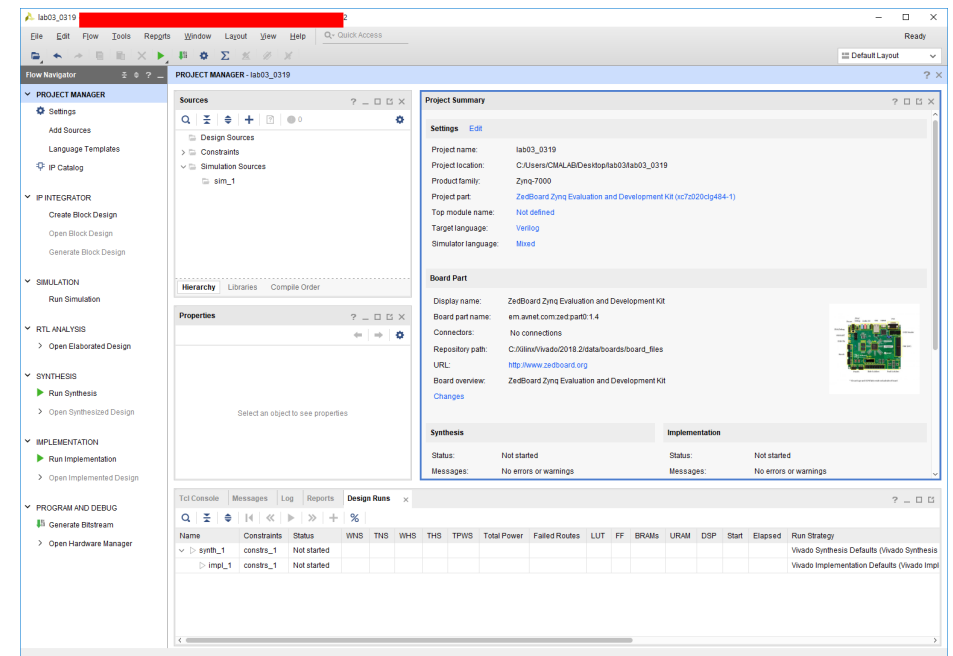 lab03_0319 2
File Edit Flow Tools Reports Window Layout View Help Quick Access Ready
Default Layout
Flow Navigator
PROJECT MANAGER - lab03_0319
PROJECT MANAGER
Settings
Add Sources
Language Templates
IP Catalog
IP INTEGRATOR
Create Block Design
Open Block Design
Generate Block Design
SIMULATION
Run Simulation
RTL ANALYSIS
Open Elaborated Design
SYNTHESIS
Run Synthesis
Open Synthesized Design
IMPLEMENTATION
Run Implementation
Open Implemented Design
PROGRAM AND DEBUG
Generate Bitstream
Open Hardware Manager
Sources
0
Design Sources
Constraints
Simulation Sources
sim_1
Hierarchy Libraries Compile Order
Properties
Select an object to see properties
Project Summary
Settings Edit
Project name: lab03_0319
Project location: C:/Users/CMALAB/Desktop/lab03/lab03_0319
Product family: Zynq-7000
Project part: ZedBoard Zynq Evaluation and Development Kit (xc7z020clg484-1)
Top module name: Not defined
Target language: Verilog
Simulator language: Mixed
Board Part
Display name: ZedBoard Zynq Evaluation and Development Kit
Board part name: em.avnet.com:zed:part0:1.4
Connectors: No connections
Repository path: C:/Xilinx/Vivado/2018.2/data/boards/board_files
URL: http://www.zedboard.org
Board overview: ZedBoard Zynq Evaluation and Development Kit
Changes
Synthesis Implementation
Status: Not started Status: Not started
Messages: No errors or warnings Messages: No errors or warnings
Tcl Console Messages Log Reports Design Runs
Name Constraints Status WNS TNS WHS THS TPWS Total Power Failed Routes LUT FF BRAMs URAM DSP Start Elapsed Run Strategy
synth_1 constrs_1 Not started Vivado Synthesis Defaults (Vivado Synthesis
impl_1 constrs_1 Not started Vivado Implementation Defaults (Vivado Impl